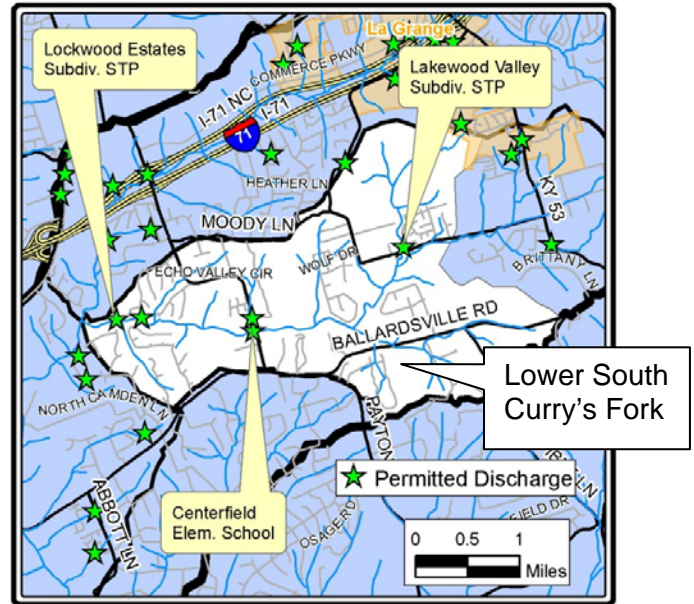 Lockwood Estates
Subdiv. STP
La Grange
COMMERCE PKWY
Lakewood Valley
Subdiv. STP
I-71 NC
I-71
71
HEATHER LN
KY 53
MOODY LN
WOLF DR
BRITTANY LN
ECHO VALLEY CIR
BALLARDSVILLE RD
Lower South
Curry's Fork
NORTH CAMDEN LN
PAYTON
LN
Permitted Discharge
ABBOTT LN
Centerfield
Elem. School
OSAGE RD
FIELD DR
0 0.5 1
Miles